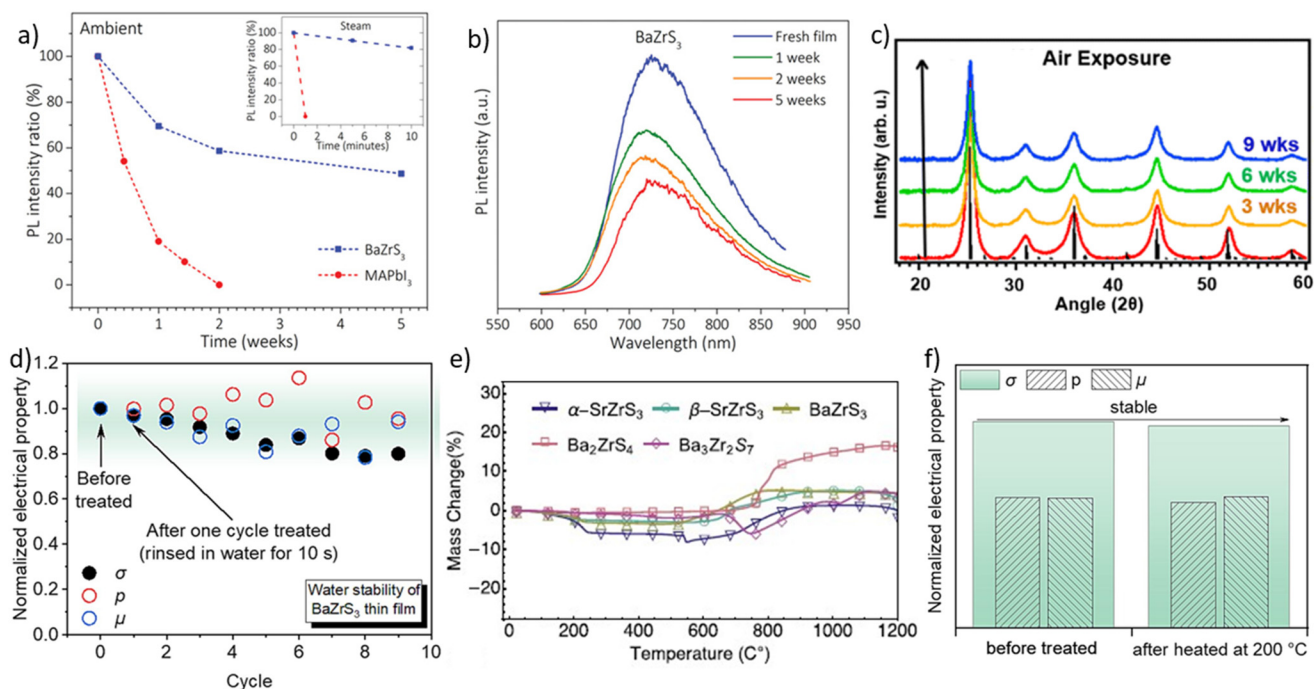 a)
Ambient
PL intensity ratio (%)
100
80
60
40
20
0
0
1
2
3
4
5
Time (weeks)
BaZrS3
MAPbI3
Steam
PL intensity ratio (%)
100
80
60
40
20
0
0
2
4
6
8
10
Time (minutes)
b)
BaZrS3
Fresh film
1 week
2 weeks
5 weeks
PL intensity (a.u.)
550
600
650
700
750
800
850
900
950
Wavelength (nm)
c)
Air Exposure
Intensity (arb. u.)
9 wks
6 wks
3 wks
20
30
40
50
60
Angle (2θ)
d)
Normalized electrical property
1.2
1.0
0.8
0.6
0.4
0.2
0.0
Before
treated
After one cycle treated
(rinsed in water for 10 s)
σ
p
μ
Water stability of
BaZrS3 thin film
0
2
4
6
8
10
Cycle
e)
Mass Change(%)
30
20
10
0
−10
−20
α−SrZrS3
β−SrZrS3
BaZrS3
Ba2ZrS4
Ba3Zr2S7
0
200
400
600
800
1000
1200
Temperature (C°)
f)
Normalized electrical property
σ
p
μ
stable
before treated
after heated at 200 °C